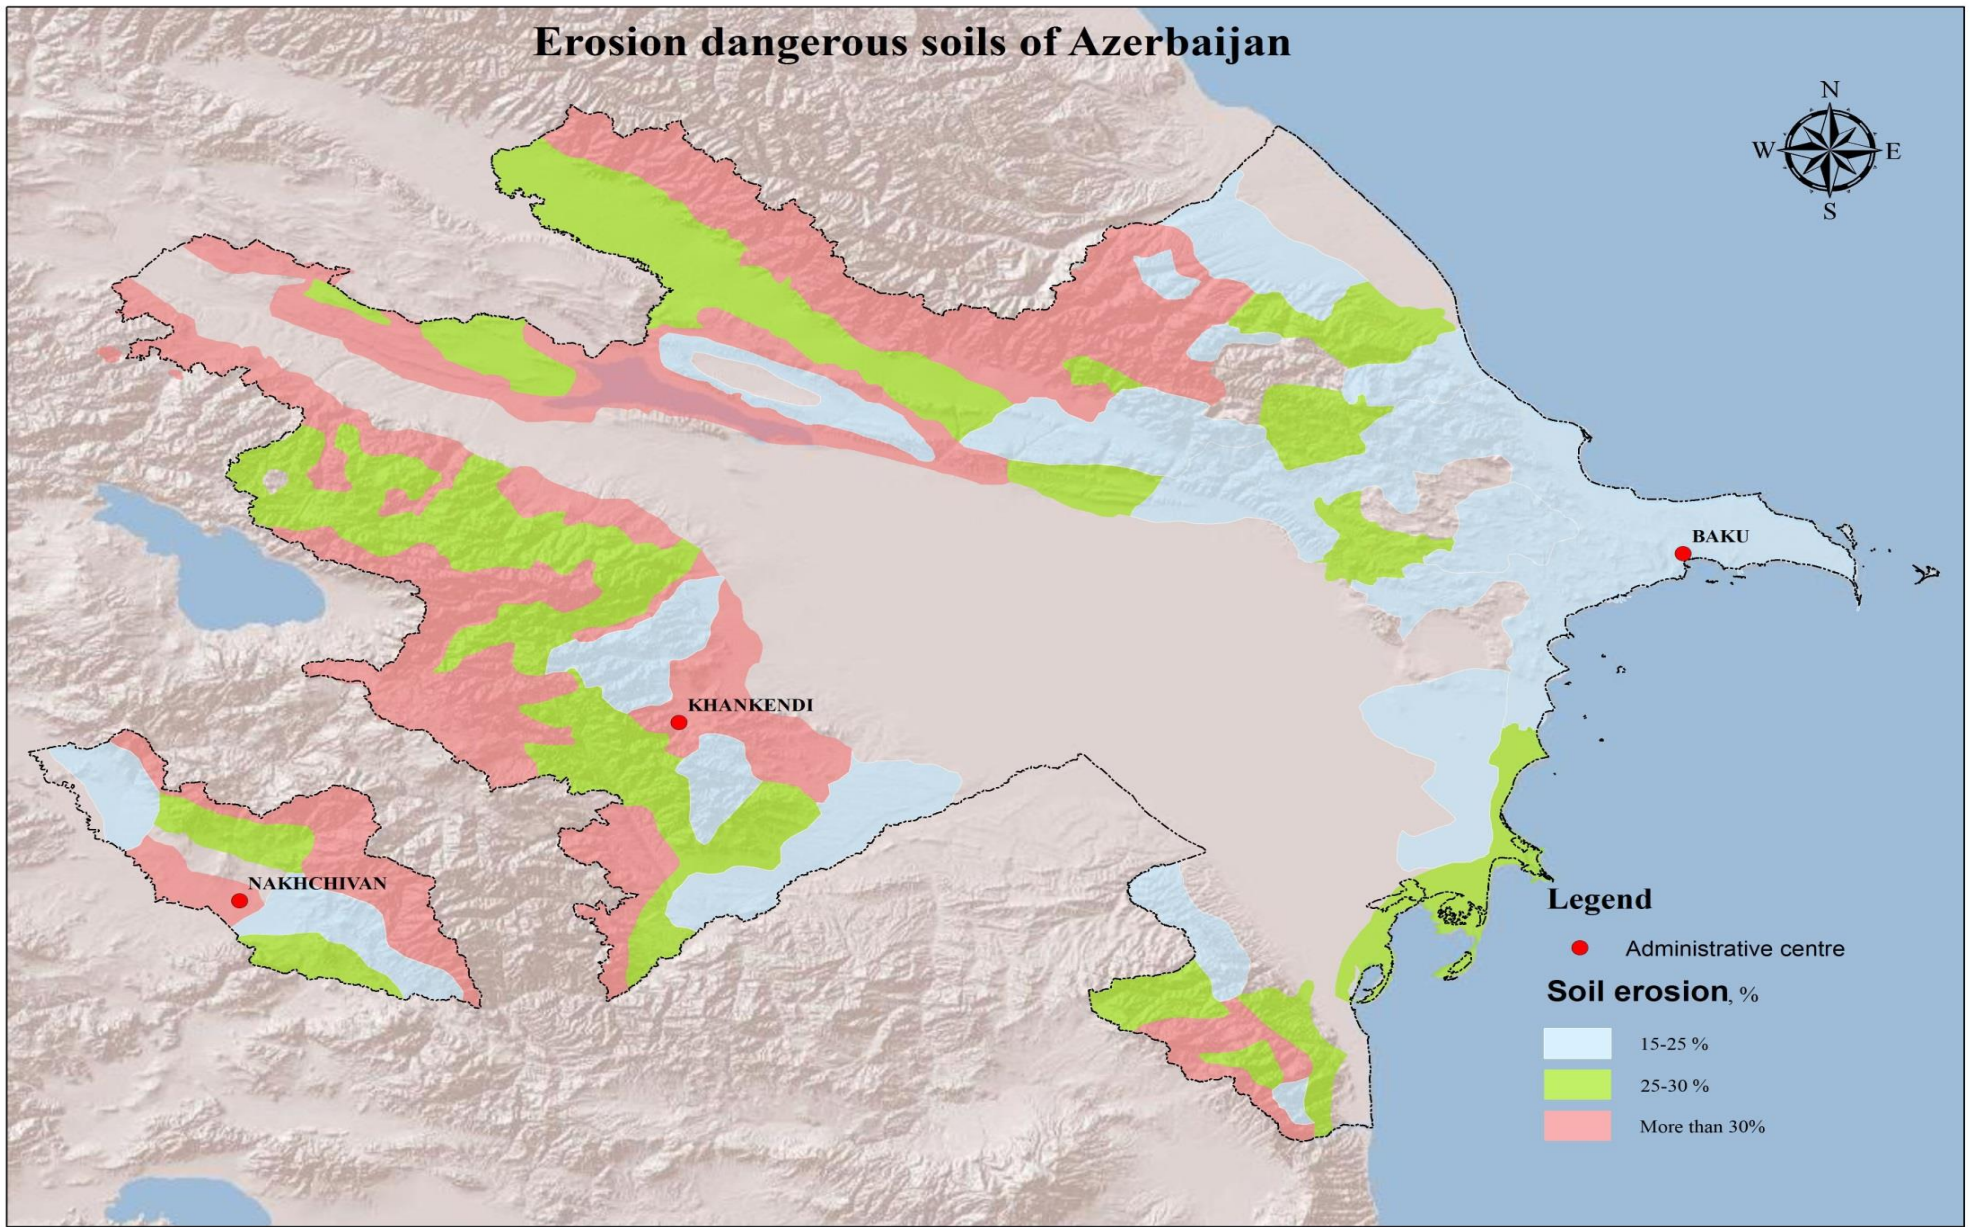 Erosion dangerous soils of Azerbaijan
N
W
E
S
BAKU
KHANKENDI
NAKHCHIVAN
Legend
Administrative centre
Soil erosion, %
15-25 %
25-30 %
More than 30%